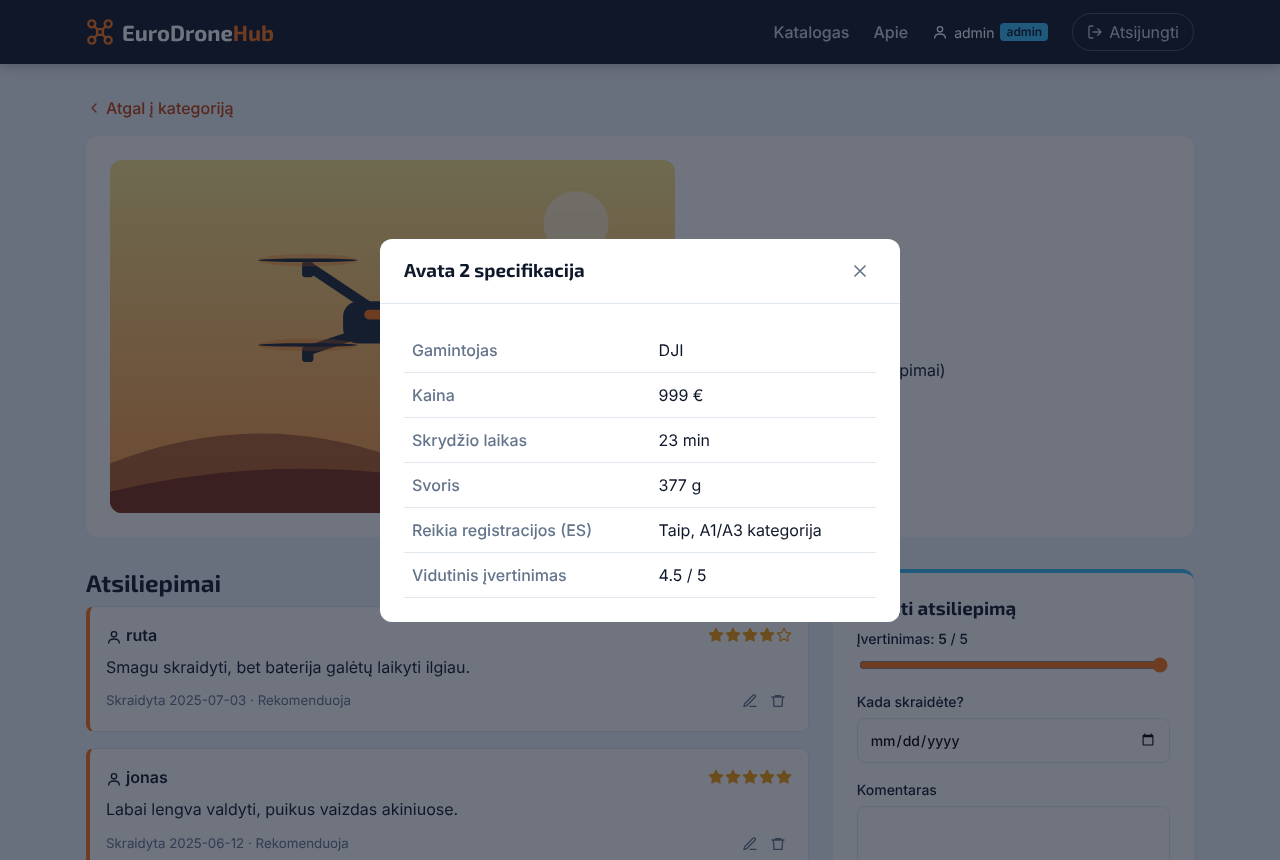 EuroDroneHub
Katalogas
Apie
admin admin
Atsijungti
Atgal į kategoriją
Avata 2 specifikacija
Gamintojas DJI
Kaina 999 €
Skrydžio laikas 23 min
Svoris 377 g
Reikia registracijos (ES) Taip, A1/A3 kategorija
Vidutinis įvertinimas 4.5 / 5
pimai)
Atsiliepimai
ruta
Smagu skraidyti, bet baterija galėtų laikyti ilgiau.
Skraidyta 2025-07-03 · Rekomenduoja
jonas
Labai lengva valdyti, puikus vaizdas akiniuose.
Skraidyta 2025-06-12 · Rekomenduoja
ti atsiliepimą
Įvertinimas: 5 / 5
Kada skraidėte?
mm/dd/yyyy
Komentaras